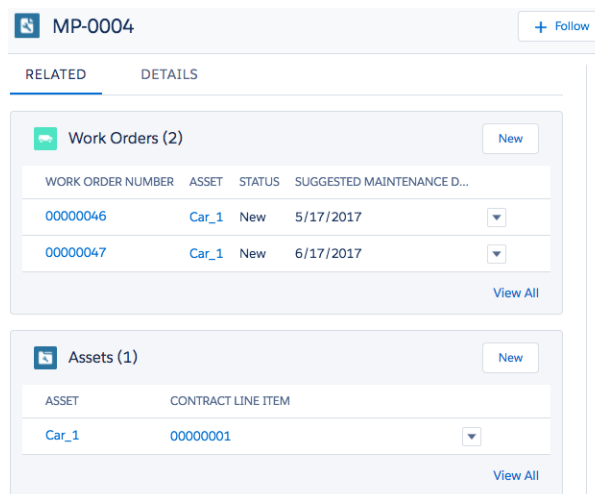 MP-0004
+ Follow
RELATED DETAILS
Work Orders (2) New
WORK ORDER NUMBER ASSET STATUS SUGGESTED MAINTENANCE D...
00000046 Car_1 New 5/17/2017
00000047 Car_1 New 6/17/2017
View All
Assets (1) New
ASSET CONTRACT LINE ITEM
Car_1 00000001
View All